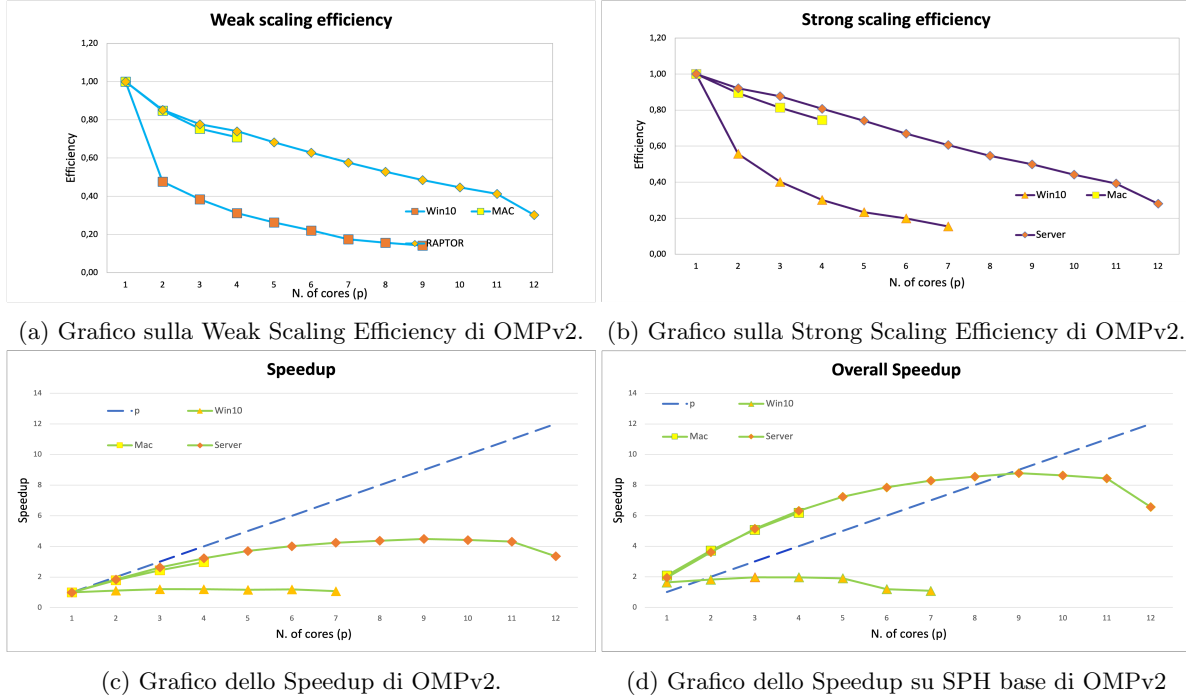 Weak scaling efficiency
1,20
1,00
0,80
0,60
0,40
0,20
0,00
Efficiency
Win10 MAC
RAPTOR
1 2 3 4 5 6 7 8 9 10 11 12
N. of cores (p)
(a) Grafico sulla Weak Scaling Efficiency di OMPv2.
Strong scaling efficiency
1,20
1,00
0,80
0,60
0,40
0,20
0,00
Efficiency
Win10 Mac
Server
1 2 3 4 5 6 7 8 9 10 11 12
N. of cores (p)
(b) Grafico sulla Strong Scaling Efficiency di OMPv2.
Speedup
14
12
10
8
6
4
2
0
Speedup
p Win10
Mac Server
1 2 3 4 5 6 7 8 9 10 11 12
N. of cores (p)
(c) Grafico dello Speedup di OMPv2.
Overall Speedup
14
12
10
8
6
4
2
0
Speedup
p Win10
Mac Server
1 2 3 4 5 6 7 8 9 10 11 12
N. of cores (p)
(d) Grafico dello Speedup su SPH base di OMPv2